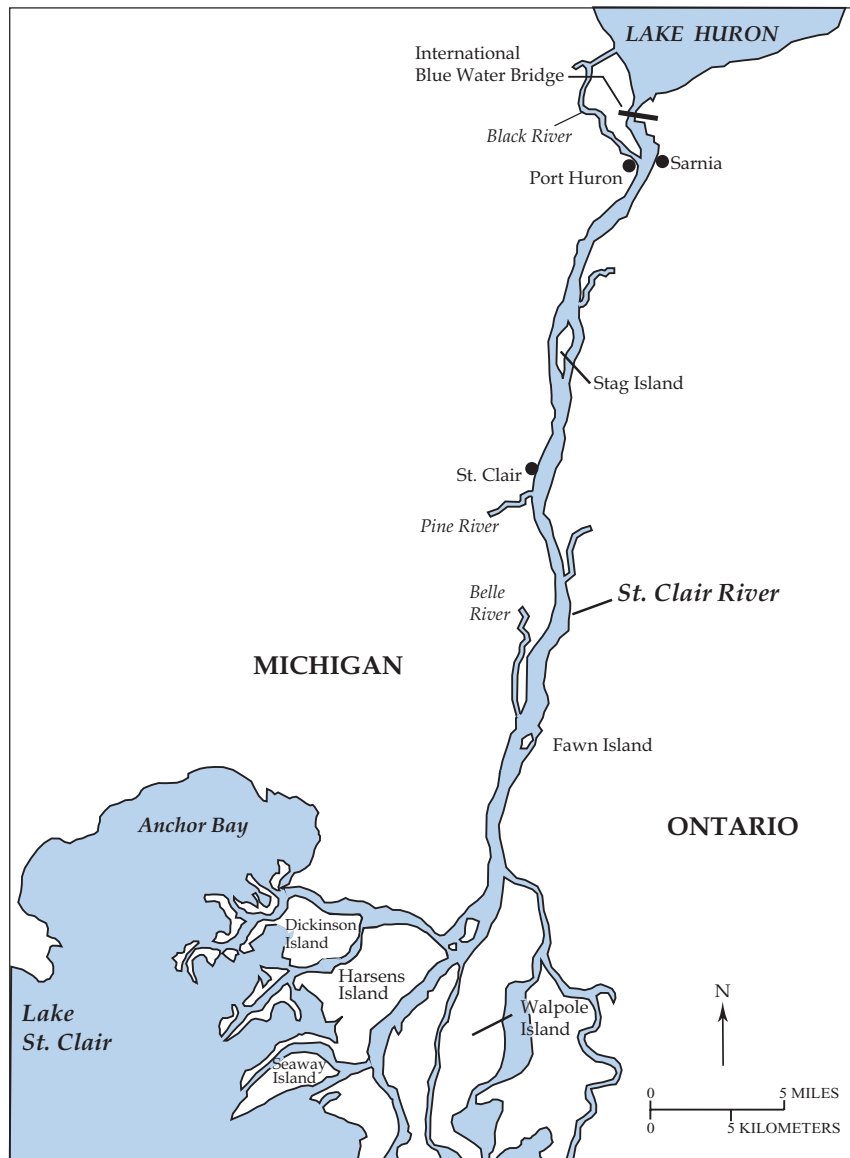 LAKE HURON
International
Blue Water Bridge
Black River
Port Huron
Sarnia
Stag Island
St. Clair
Pine River
Belle
River
St. Clair River
MICHIGAN
Fawn Island
Anchor Bay
ONTARIO
Dickinson
Island
Harsens
Island
Walpole
Island
N
Lake
St. Clair
Seaway
Island
0 5 MILES
0 5 KILOMETERS